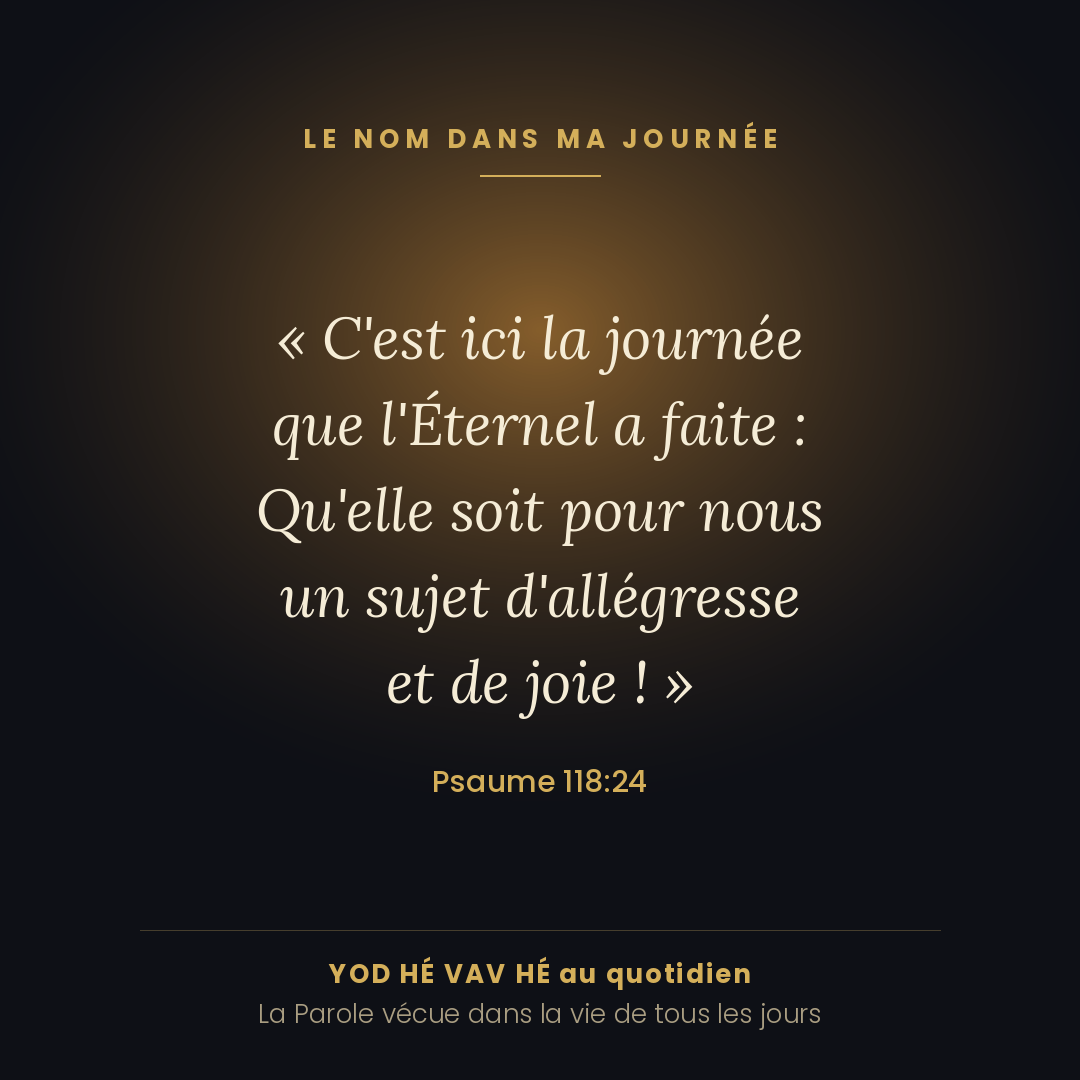 LE NOM DANS MA JOURNÉE
« C'est ici la journée
que l'Éternel a faite :
Qu'elle soit pour nous
un sujet d'allégresse
et de joie ! »
Psaume 118:24
YOD HÉ VAV HÉ au quotidien
La Parole vécue dans la vie de tous les jours